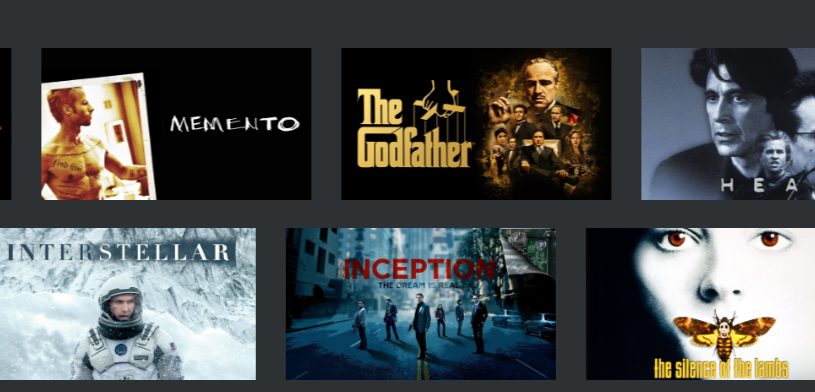 MEMENTO
The
Godfather
HEA
INTERSTELLAR
INCEPTION
THE DREAM IS REAL
the silence of the lambs